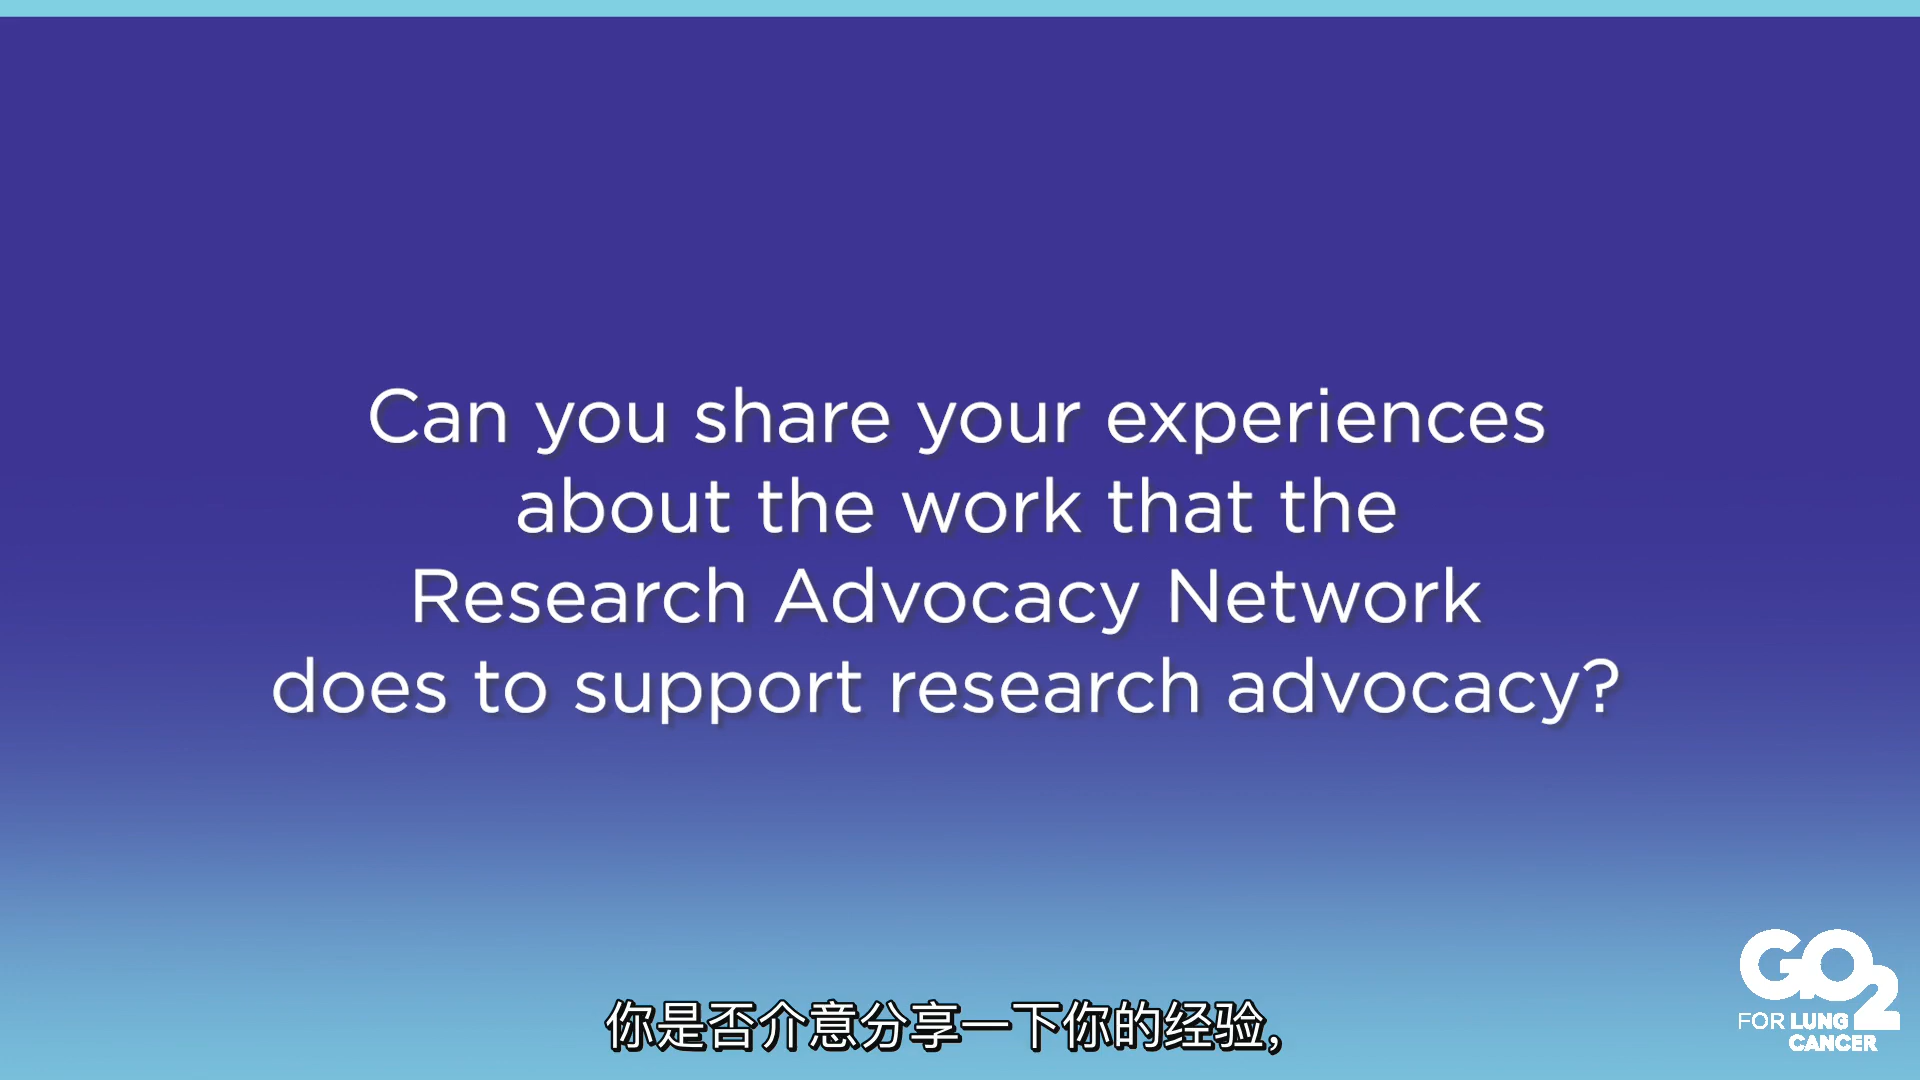 Can you share your experiences
about the work that the
Research Advocacy Network
does to support research advocacy?
你是否介意分享一下你的经验,
GO2
FOR LUNG
CANCER